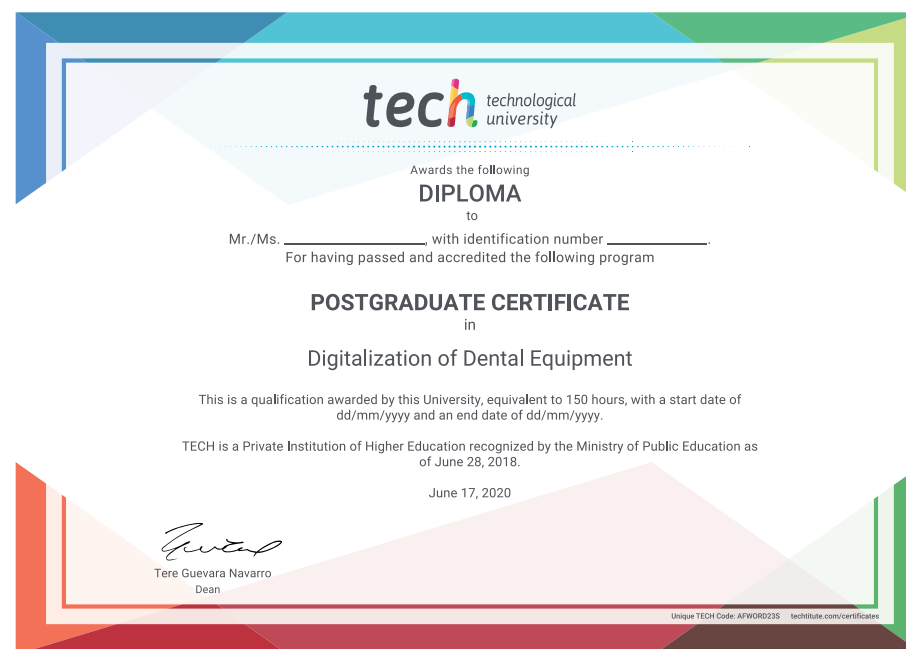 tech technological
university
Awards the following
DIPLOMA
to
Mr./Ms. ____________, with identification number ____________.
For having passed and accredited the following program
POSTGRADUATE CERTIFICATE
in
Digitalization of Dental Equipment
This is a qualification awarded by this University, equivalent to 150 hours, with a start date of
dd/mm/yyyy and an end date of dd/mm/yyyy.
TECH is a Private Institution of Higher Education recognized by the Ministry of Public Education as
of June 28, 2018.
June 17, 2020
Tere Guevara Navarro
Dean
Unique TECH Code: AFWORD23S techtitute.com/certificates